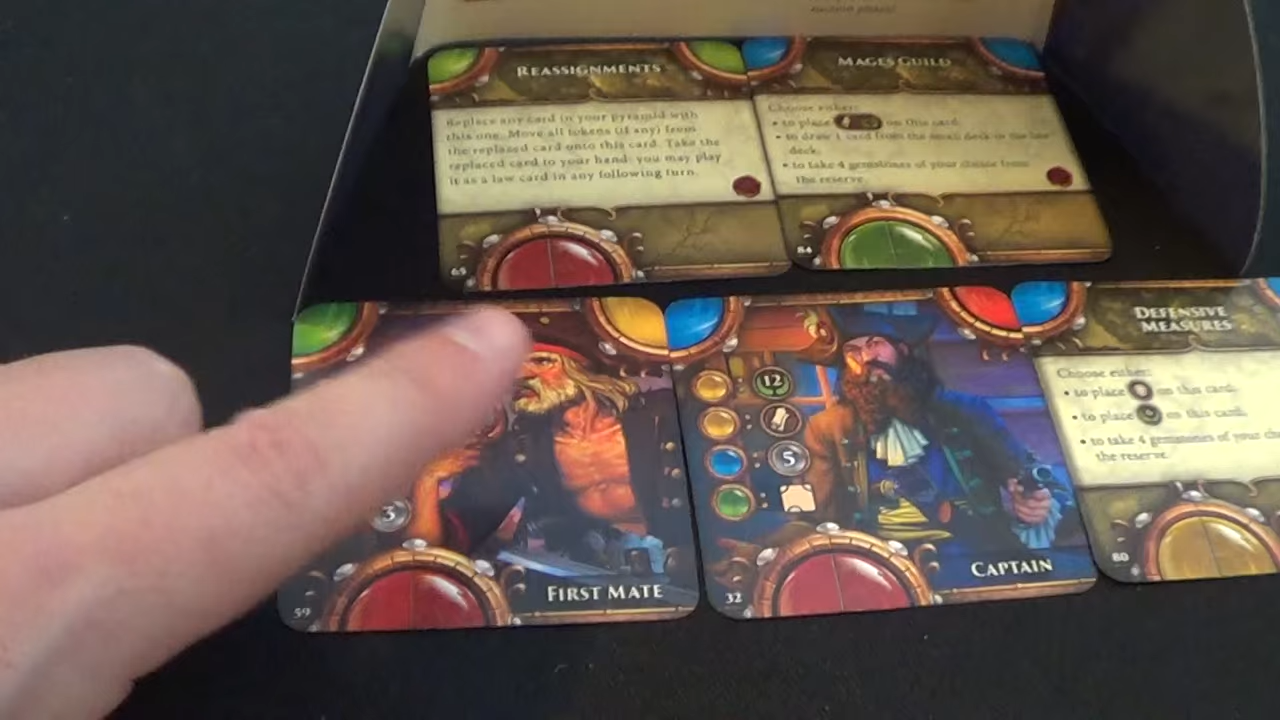 REASSIGNMENTS
Replace any card in your pyramid with
this one. Move all tokens (if any) from
the replaced card onto this card. Take the
replaced card to your hand: you may play
it as a law card in any following turn.
65
MAGES GUILD
Choose either:
• to place on one card.
• to draw 1 card from the small deck to the law
deck.
• to take 4 gemstones of your choice from
the reserve.
84
3
59
FIRST MATE
12
5
32
CAPTAIN
DEFENSIVE
MEASURES
Choose either:
• to place on this card.
• to place on this card.
• to take 4 gemstones of your
the reserve.
80